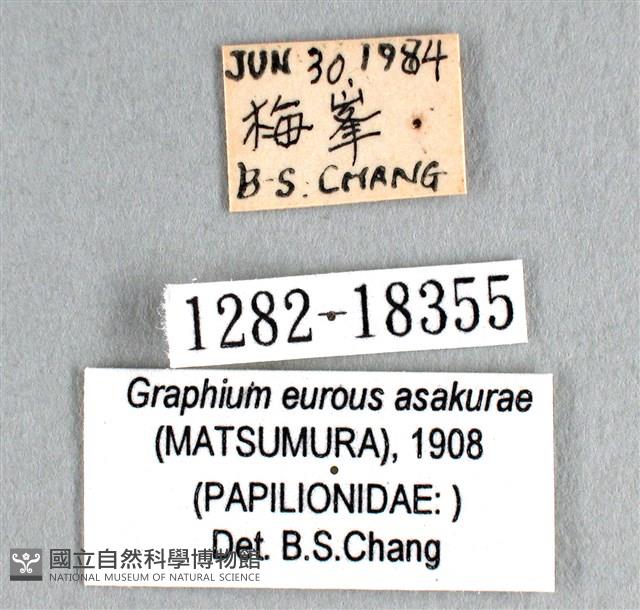 JUN 30, 1984
梅峯
B-S. CHANG
1282-18355
Graphium eurous asakurae
(MATSUMURA), 1908
(PAPILIONIDAE: )
Det. B.S.Chang
國立自然科學博物館
NATIONAL MUSEUM OF NATURAL SCIENCE